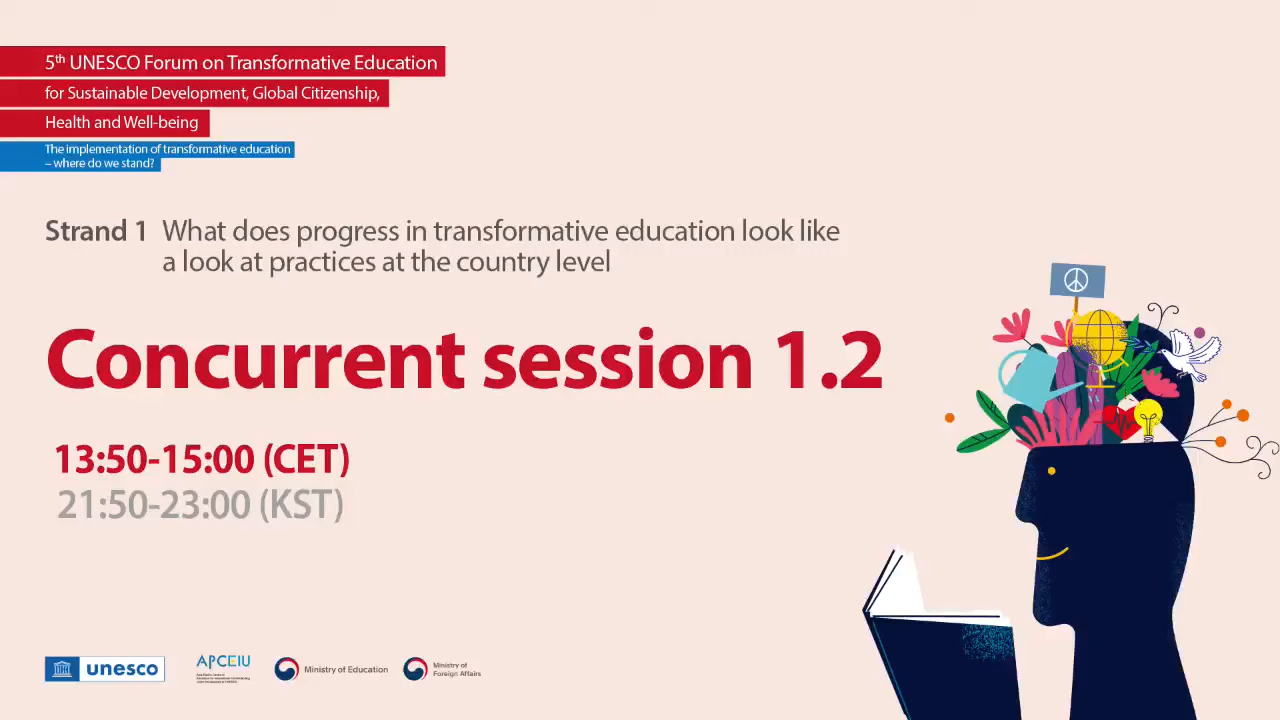 5th UNESCO Forum on Transformative Education
for Sustainable Development, Global Citizenship,
Health and Well-being
The implementation of transformative education
– where do we stand?
Strand 1 What does progress in transformative education look like
a look at practices at the country level
Concurrent session 1.2
13:50-15:00 (CET)
21:50-23:00 (KST)
unesco
APCEIU
Ministry of Education
Ministry of
Foreign Affairs